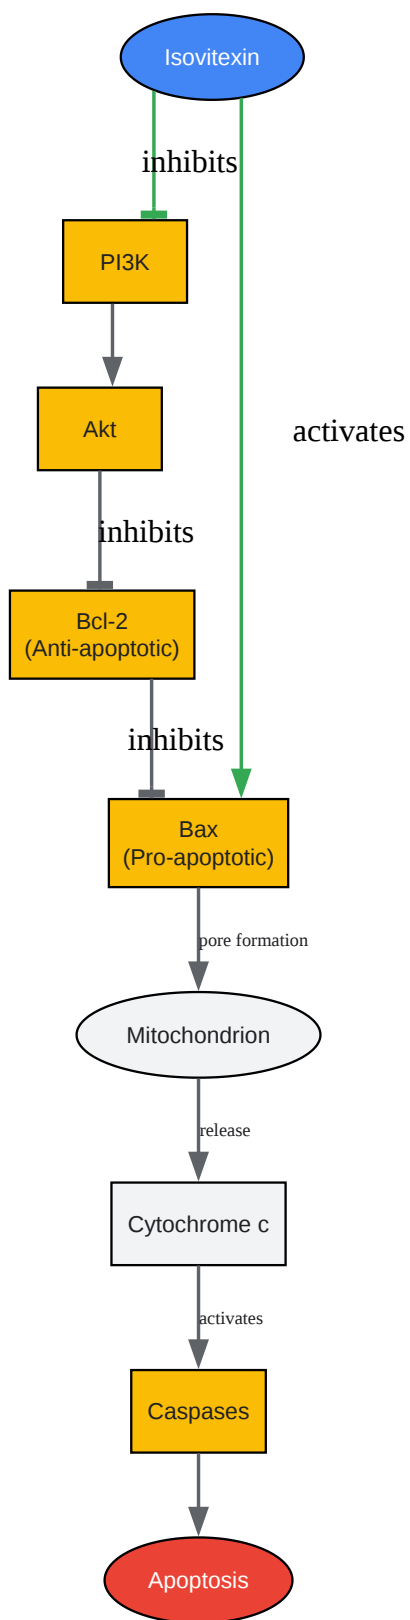 Isovitexin
inhibits
PI3K
activates
Akt
inhibits
Bcl-2
(Anti-apoptotic)
inhibits
Bax
(Pro-apoptotic)
pore formation
Mitochondrion
release
Cytochrome c
activates
Caspases
Apoptosis